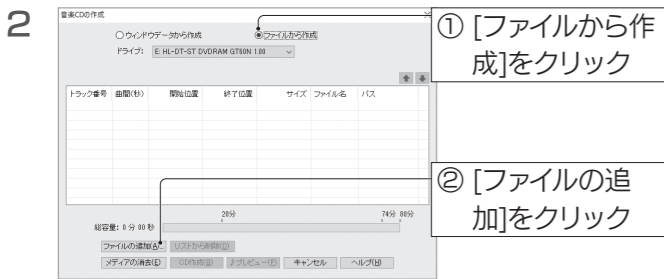 2
音楽CDの作成
① [ファイルから作
成]をクリック
ウィンドウデータから作成 ファイルから作成
ドライブ: E: HL-DT-ST DVDRAM GT80N 1.00
トラック番号 曲間(秒) 開始位置 終了位置 サイズ ファイル名 パス
② [ファイルの追
加]をクリック
20分 74分 80分
総容量: 0 分 00 秒
ファイルの追加(A)... リストから削除(D)
メディアの消去(E) CD作成(B) プレビュー(P) キャンセル ヘルプ(H)